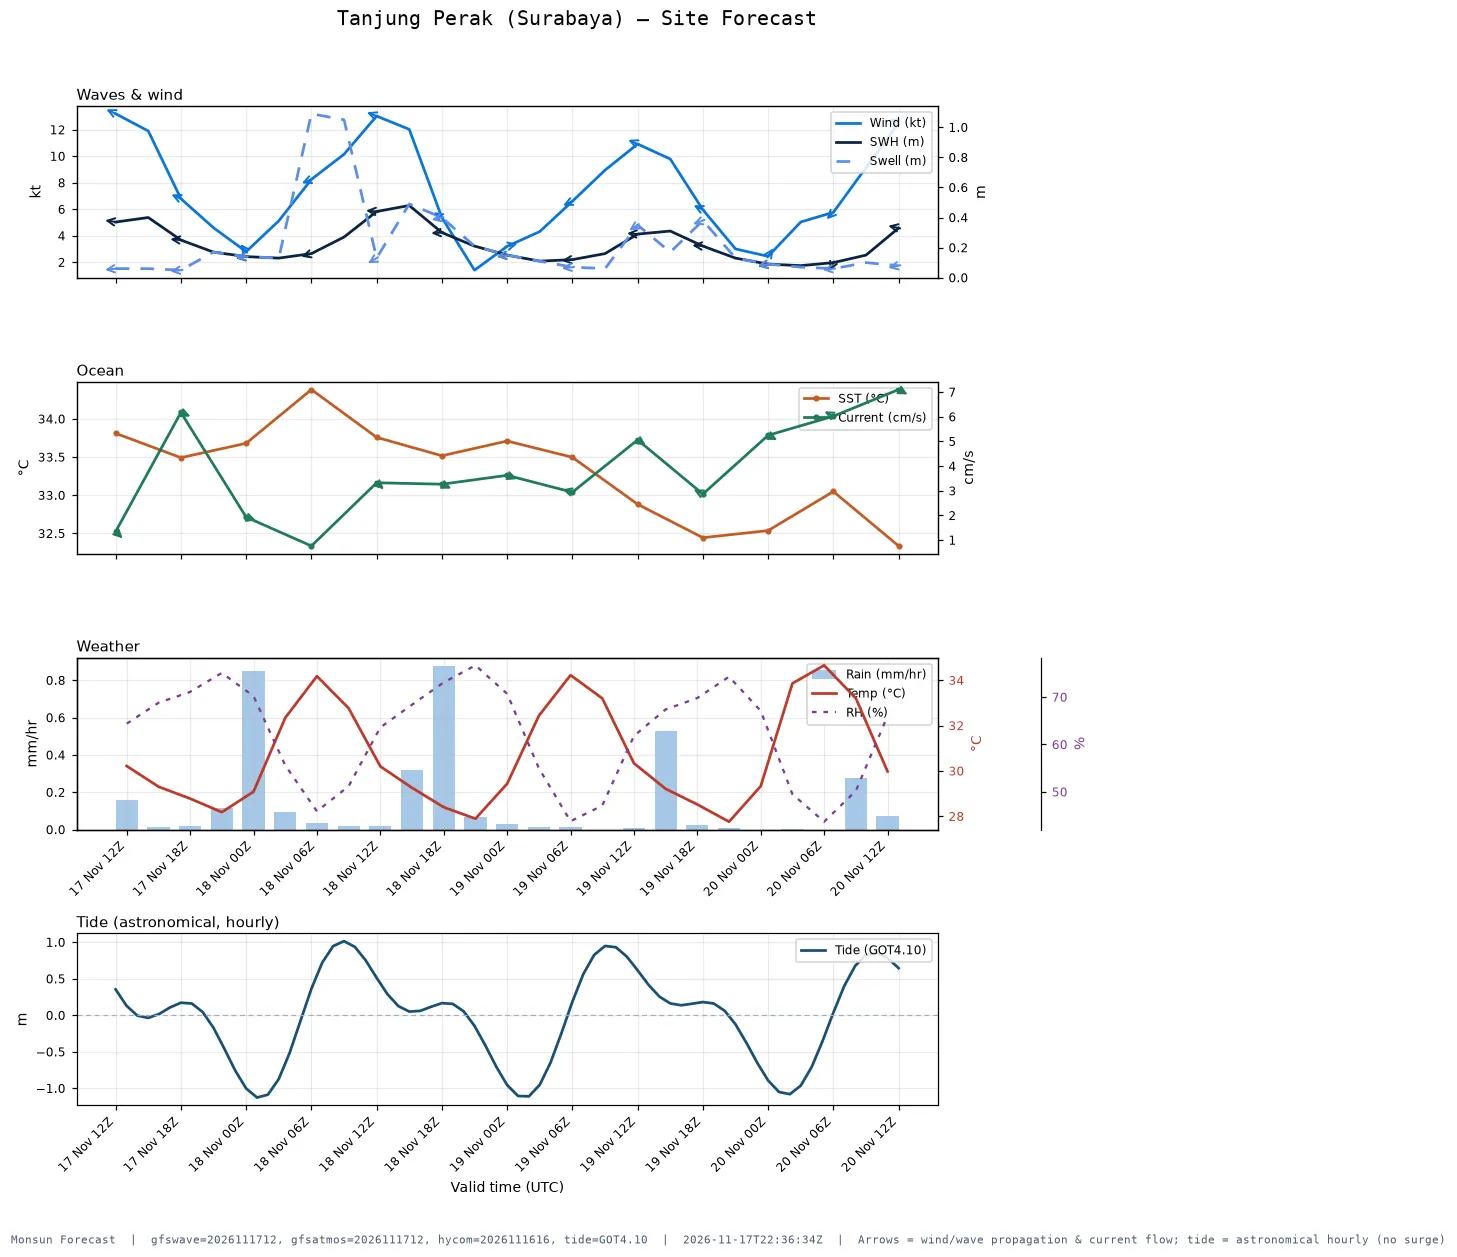 Tanjung Perak (Surabaya) — Site Forecast
Waves & wind
12
10
8
6
4
2
kt
1.0
0.8
0.6
0.4
0.2
0.0
m
Wind (kt)
SWH (m)
Swell (m)
Ocean
34.0
33.5
33.0
32.5
°C
7
6
5
4
3
2
1
cm/s
SST (°C)
Current (cm/s)
Weather
0.8
0.6
0.4
0.2
0.0
mm/hr
34
32
30
28
°C
70
60
50
%
Rain (mm/hr)
Temp (°C)
RH (%)
17 Nov 12Z
17 Nov 18Z
18 Nov 00Z
18 Nov 06Z
18 Nov 12Z
18 Nov 18Z
19 Nov 00Z
19 Nov 06Z
19 Nov 12Z
19 Nov 18Z
20 Nov 00Z
20 Nov 06Z
20 Nov 12Z
Tide (astronomical, hourly)
1.0
0.5
0.0
−0.5
−1.0
m
Tide (GOT4.10)
17 Nov 12Z
17 Nov 18Z
18 Nov 00Z
18 Nov 06Z
18 Nov 12Z
18 Nov 18Z
19 Nov 00Z
19 Nov 06Z
19 Nov 12Z
19 Nov 18Z
20 Nov 00Z
20 Nov 06Z
20 Nov 12Z
Valid time (UTC)
Monsun Forecast | gfswave=2026111712, gfsatmos=2026111712, hycom=2026111616, tide=GOT4.10 | 2026-11-17T22:36:34Z | Arrows = wind/wave propagation & current flow; tide = astronomical hourly (no surge)